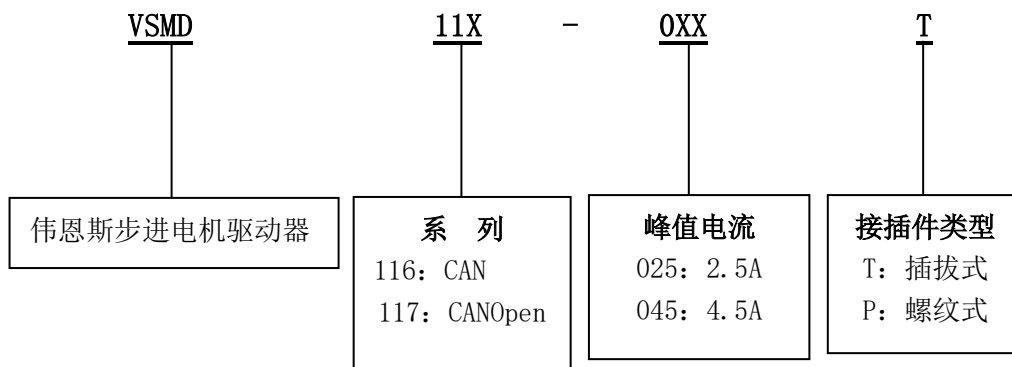 VSMD 11X - 0XX T
伟恩斯步进电机驱动器
系 列
116：CAN
117：CANOpen
峰值电流
025：2.5A
045：4.5A
接插件类型
T：插拔式
P：螺纹式